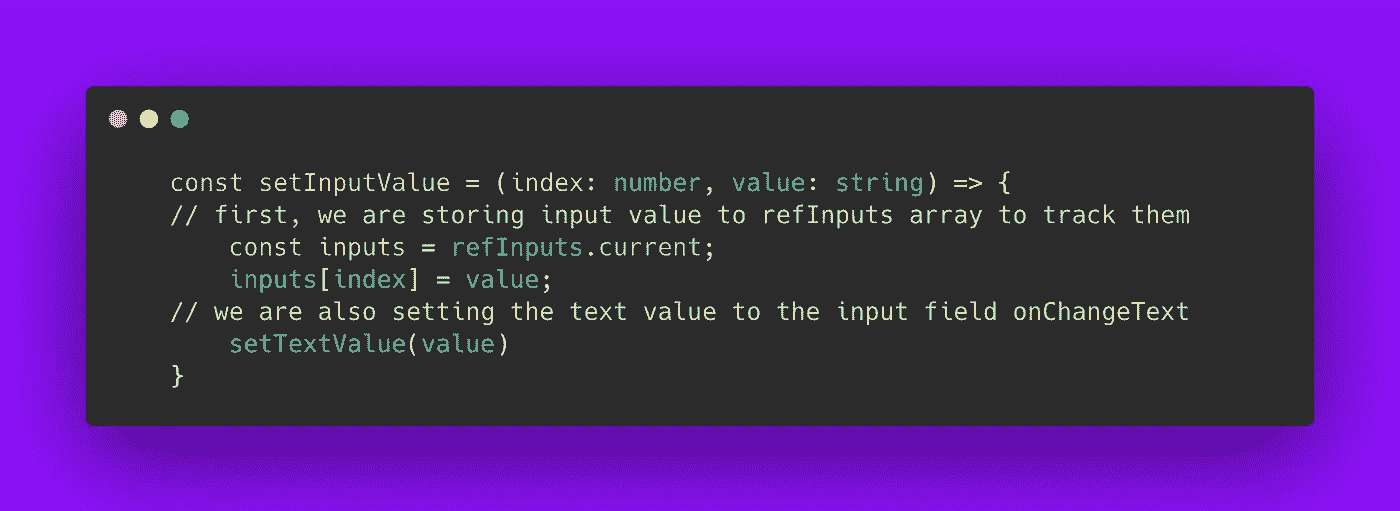 const setInputValue = (index: number, value: string) => {
// first, we are storing input value to refInputs array to track them
    const inputs = refInputs.current;
    inputs[index] = value;
// we are also setting the text value to the input field onChangeText
    setTextValue(value)
}